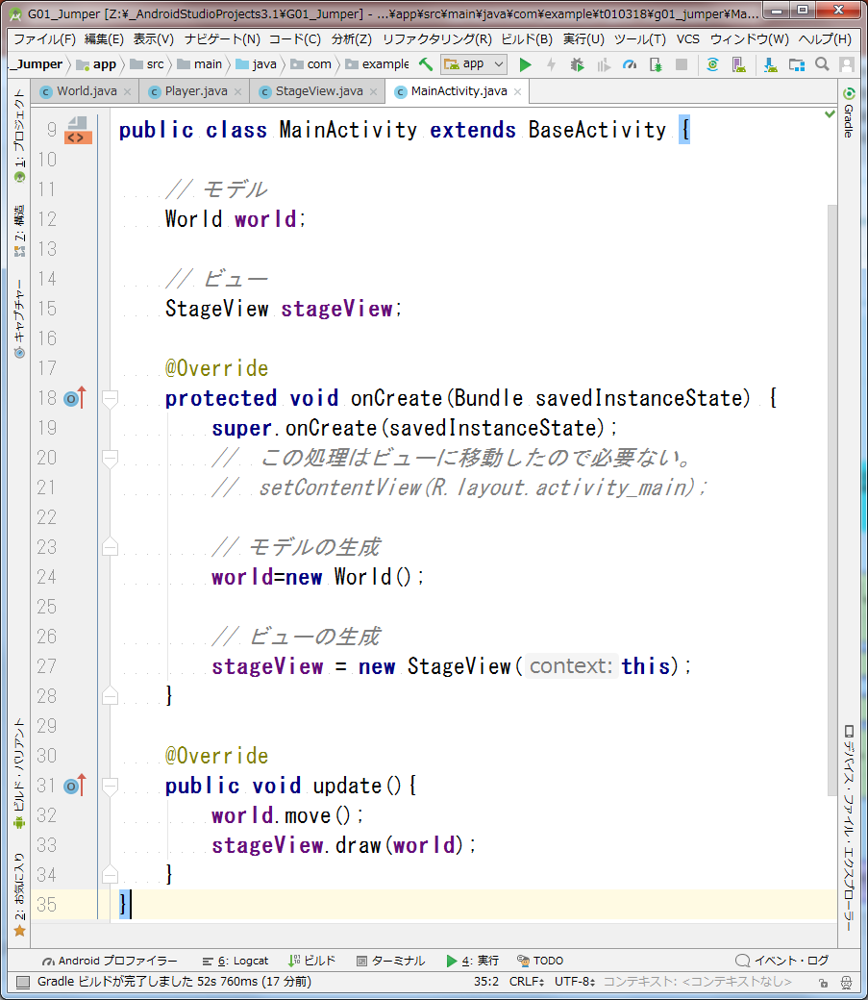 G01_Jumper [Z:¥_AndroidStudioProjects3.1¥G01_Jumper] - ...¥app¥src¥main¥java¥com¥example¥t010318¥g01_jumper¥Ma...
ファイル(F) 編集(E) 表示(V) ナビゲート(N) コード(C) 分析(Z) リファクタリング(R) ビルド(B) 実行(U) ツール(T) VCS ウィンドウ(W) ヘルプ(H)
_Jumper app src main java com example app
World.java Player.java StageView.java MainActivity.java
1: プロジェクト
7: 構造
キャプチャー
ビルド・バリアント
2: お気に入り
9 public class MainActivity extends BaseActivity {
10
11 // モデル
12 World world;
13
14 // ビュー
15 StageView stageView;
16
17 @Override
18 protected void onCreate(Bundle savedInstanceState) {
19 super.onCreate(savedInstanceState);
20 // この処理はビューに移動したので必要ない。
21 // setContentView(R.layout.activity_main);
22
23 // モデルの生成
24 world=new World();
25
26 // ビューの生成
27 stageView = new StageView(context: this);
28 }
29
30 @Override
31 public void update(){
32 world.move();
33 stageView.draw(world);
34 }
35 }
Gradle
デバイス・ファイル・エクスプローラー
Android プロファイラー 6: Logcat ビルド ターミナル 4: 実行 TODO イベント・ログ
Gradle ビルドが完了しました 52s 760ms (17 分前) 35:2 CRLF UTF-8 コンテキスト: <コンテキストなし>